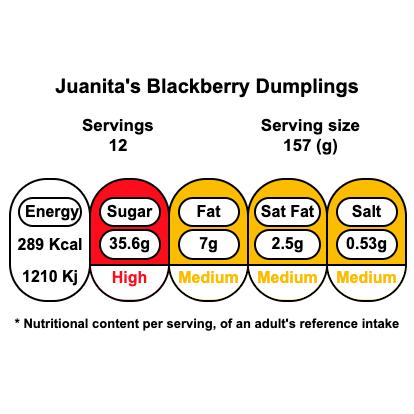 Juanita's Blackberry Dumplings
Servings Serving size
12 157 (g)
Energy Sugar Fat Sat Fat Salt
289 Kcal 35.6g 7g 2.5g 0.53g
1210 Kj High Medium Medium Medium
* Nutritional content per serving, of an adult's reference intake